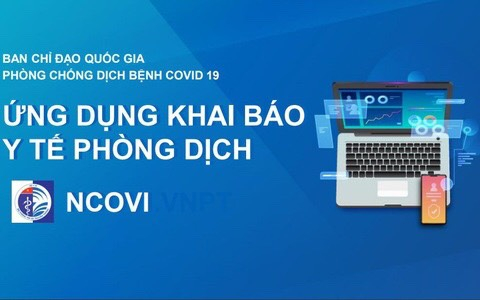 BAN CHỈ ĐẠO QUỐC GIA
PHÒNG CHỐNG DỊCH BỆNH COVID 19
ỨNG DỤNG KHAI BÁO
Y TẾ PHÒNG DỊCH
NCOVI VNPT